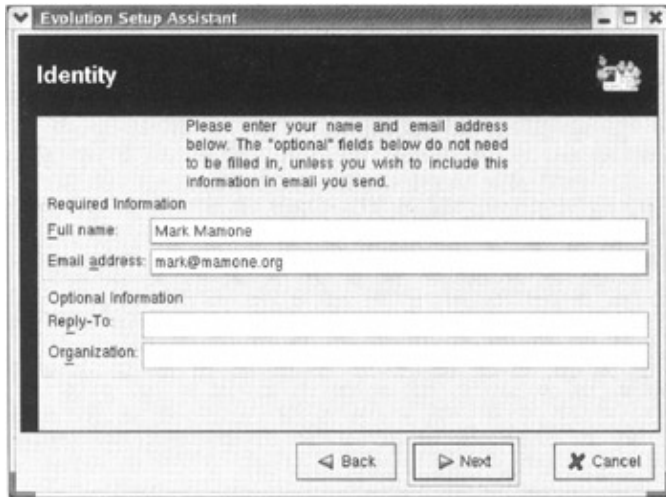 Evolution Setup Assistant
Identity
Please enter your name and email address
below. The "optional" fields below do not need
to be filled in, unless you wish to include this
information in email you send.
Required Information
Full name: Mark Mamone
Email address: mark@mamone.org
Optional Information
Reply-To:
Organization:
Back Next Cancel